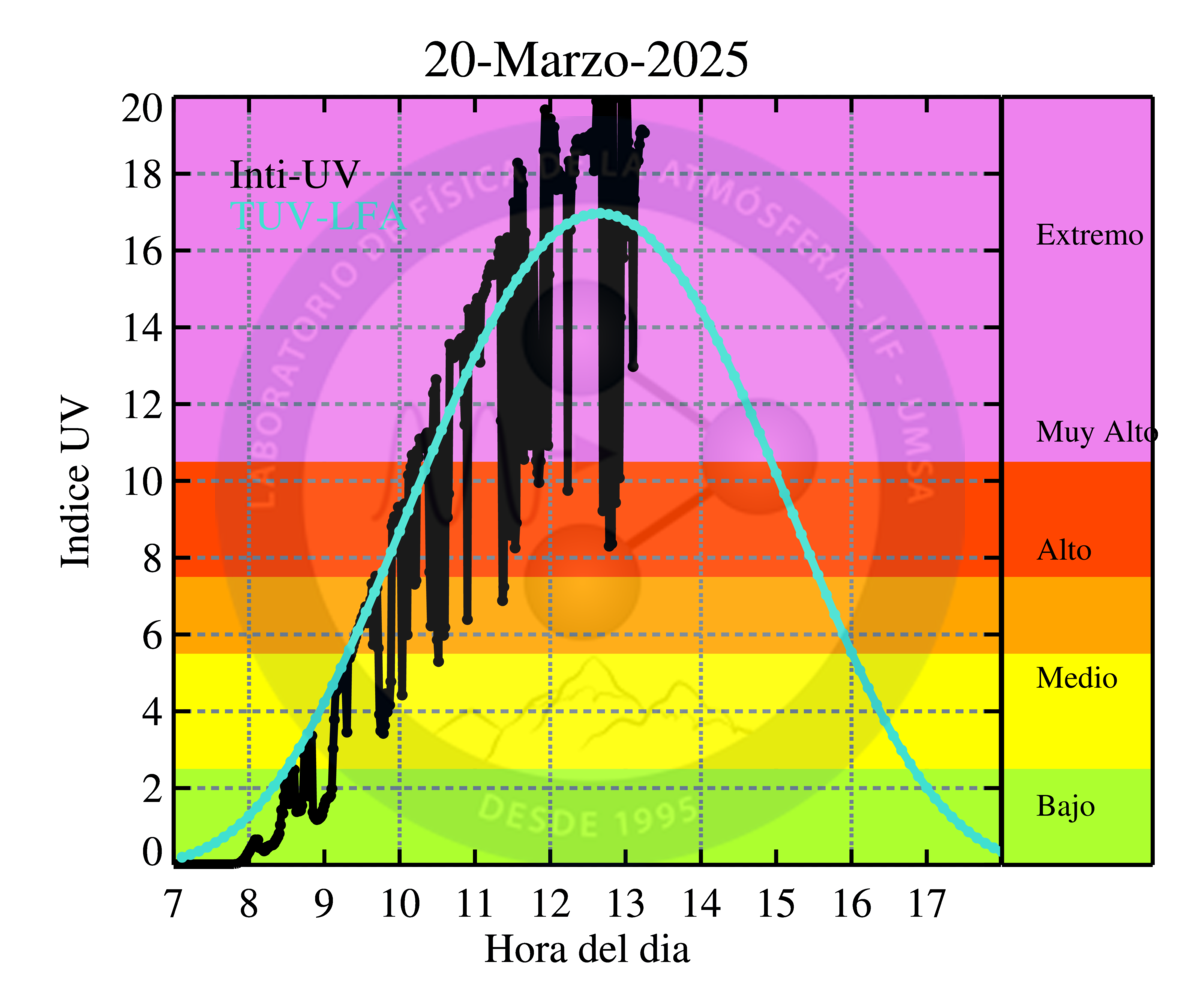 20-Marzo-2025
Inti-UV
TUV-LFA
LABORATORIO DE FÍSICA DE LA ATMÓSFERA - IIF - UMSA
DESDE 1995
Indice UV
20
18
16
14
12
10
8
6
4
2
0
Extremo
Muy Alto
Alto
Medio
Bajo
7 8 9 10 11 12 13 14 15 16 17
Hora del dia